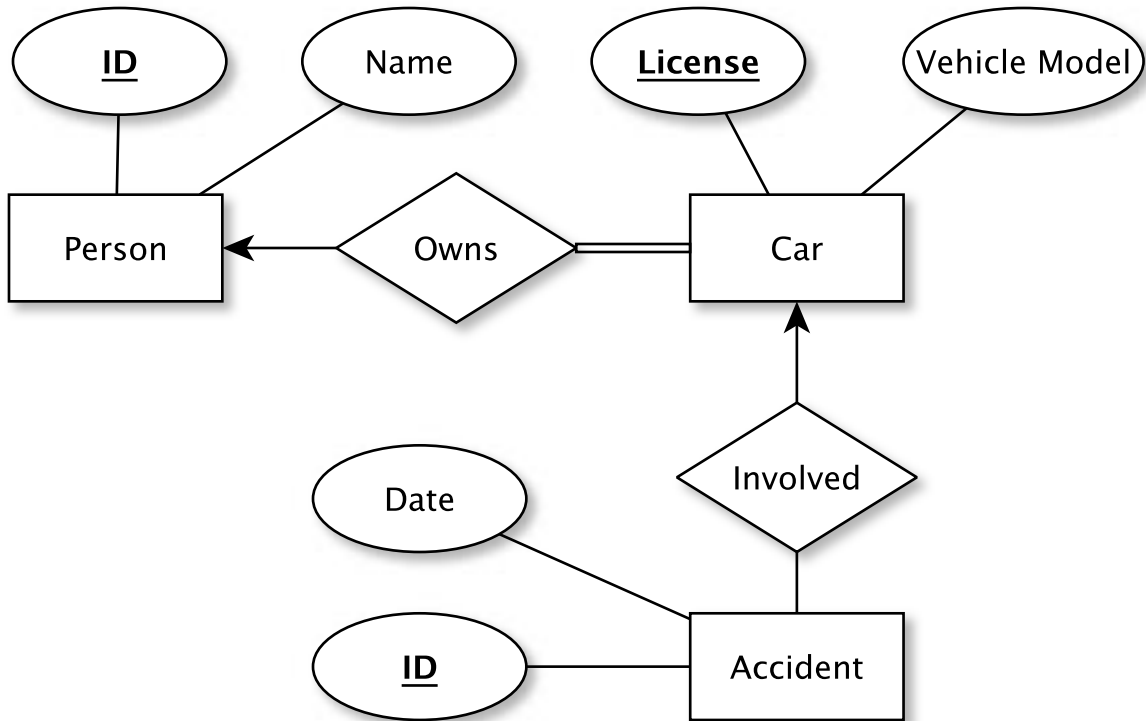 ID
Name
License
Vehicle Model
Person
Owns
Car
Involved
Date
ID
Accident